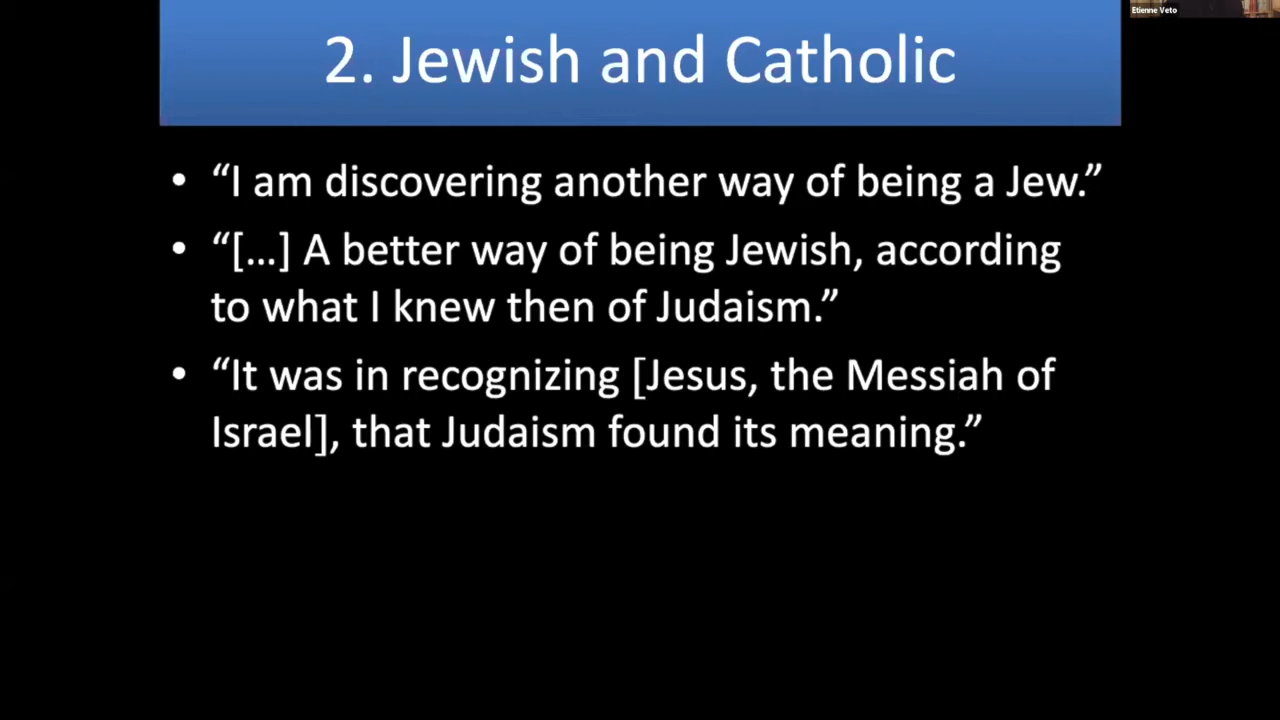 Etienne Veto
2. Jewish and Catholic
• “I am discovering another way of being a Jew.”
• “[…] A better way of being Jewish, according
to what I knew then of Judaism.”
• “It was in recognizing [Jesus, the Messiah of
Israel], that Judaism found its meaning.”